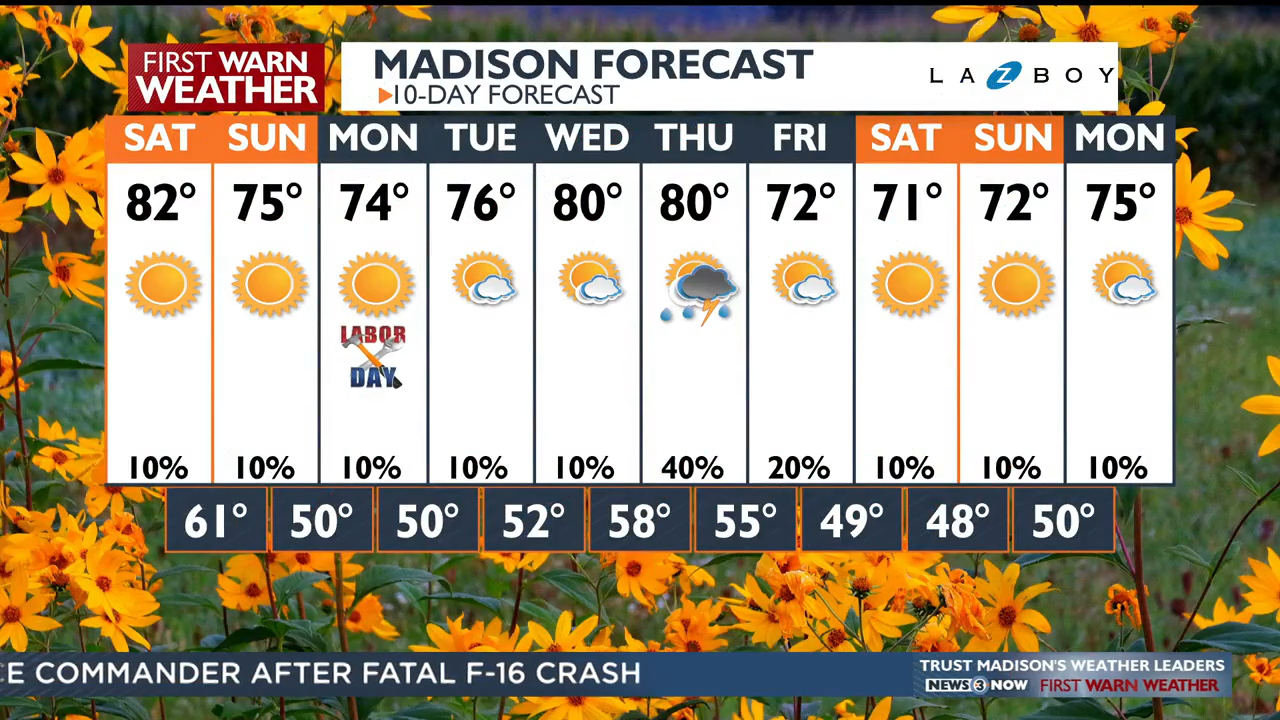 FIRST WARN
WEATHER
MADISON FORECAST
10-DAY FORECAST
LA Z BOY
SAT SUN MON TUE WED THU FRI SAT SUN MON
82° 75° 74° 76° 80° 80° 72° 71° 72° 75°
LABOR
DAY
10% 10% 10% 10% 10% 40% 20% 10% 10% 10%
61° 50° 50° 52° 58° 55° 49° 48° 50°
CE COMMANDER AFTER FATAL F-16 CRASH
TRUST MADISON'S WEATHER LEADERS
NEWS 3 NOW FIRST WARN WEATHER